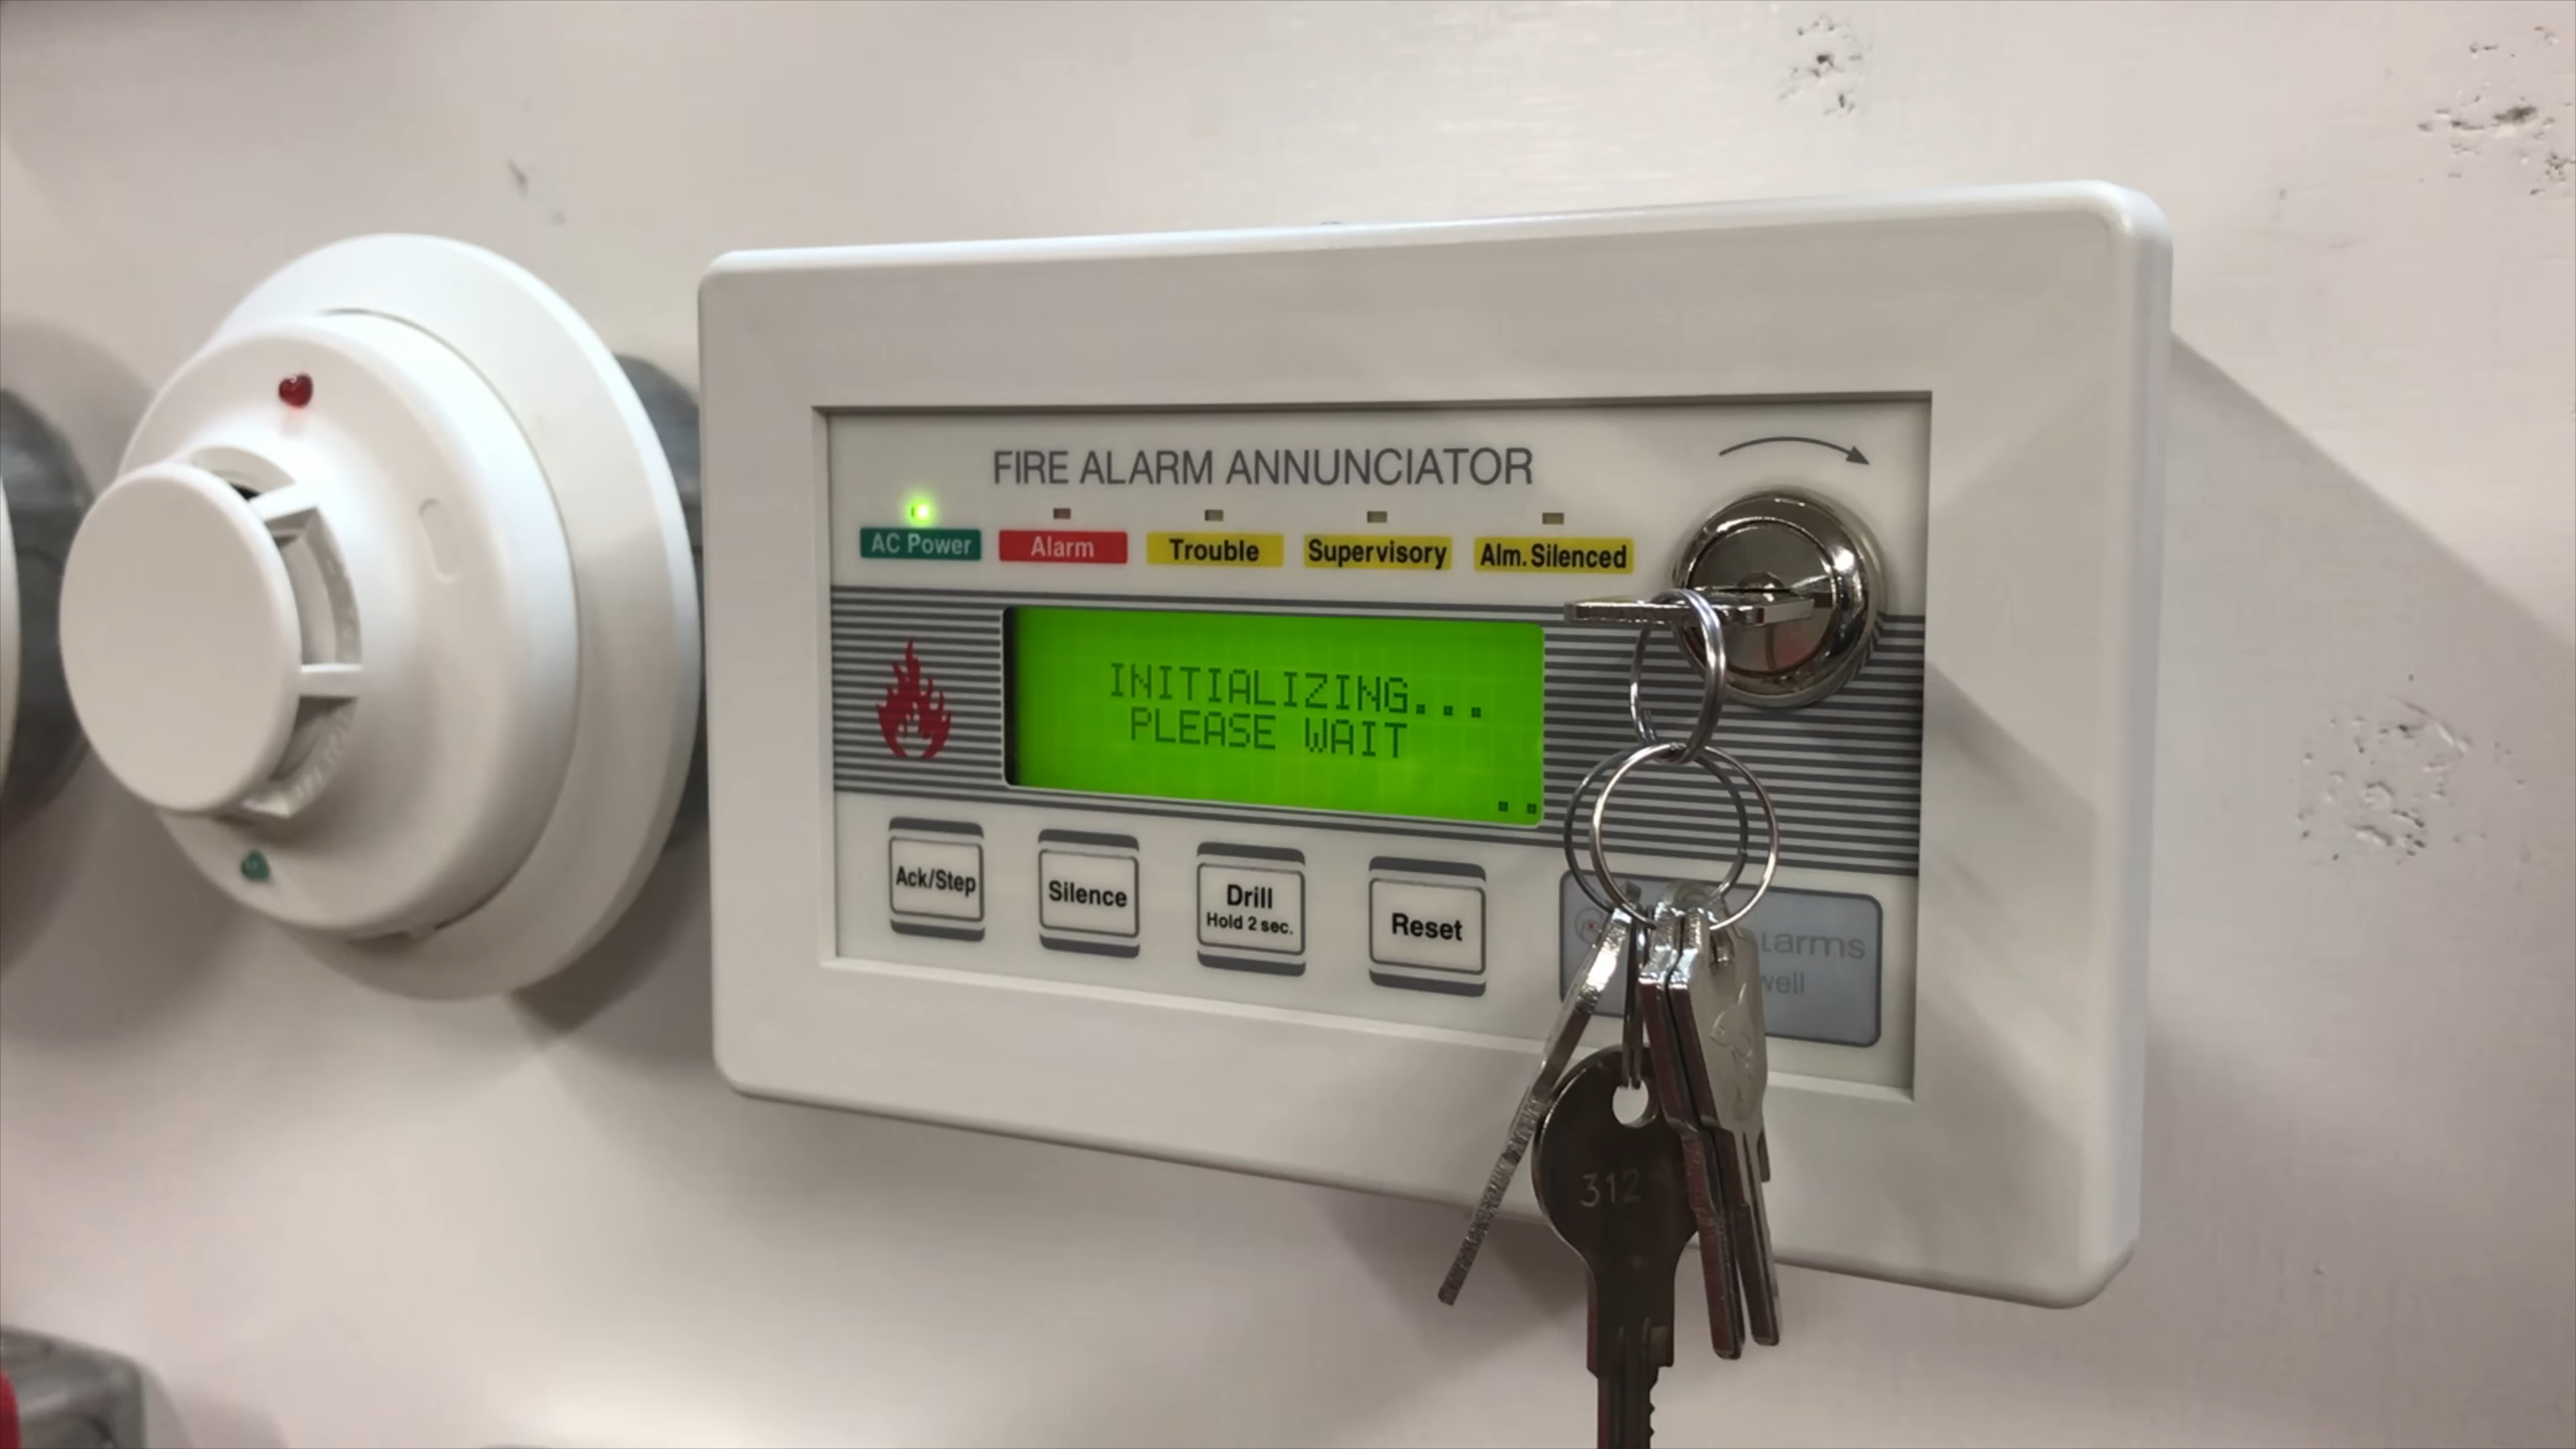 FIRE ALARM ANNUNCIATOR
AC Power Alarm Trouble Supervisory Alm. Silenced
INITIALIZING...
PLEASE WAIT
..
Ack/Step Silence Drill Reset
Hold 2 sec.
312